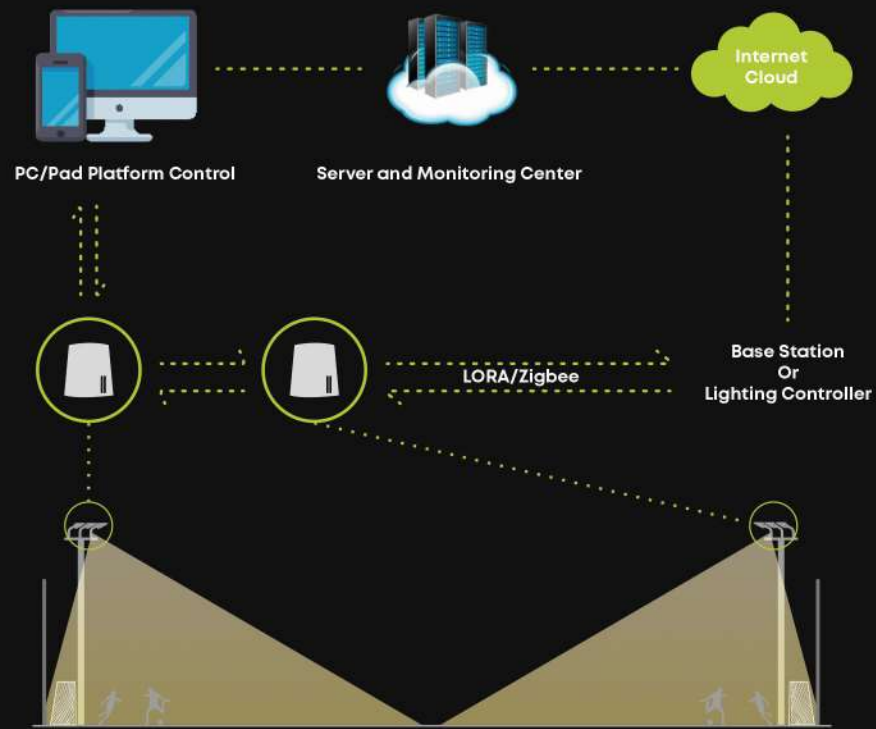 Internet
Cloud
PC/Pad Platform Control
Server and Monitoring Center
LORA/Zigbee
Base Station
Or
Lighting Controller